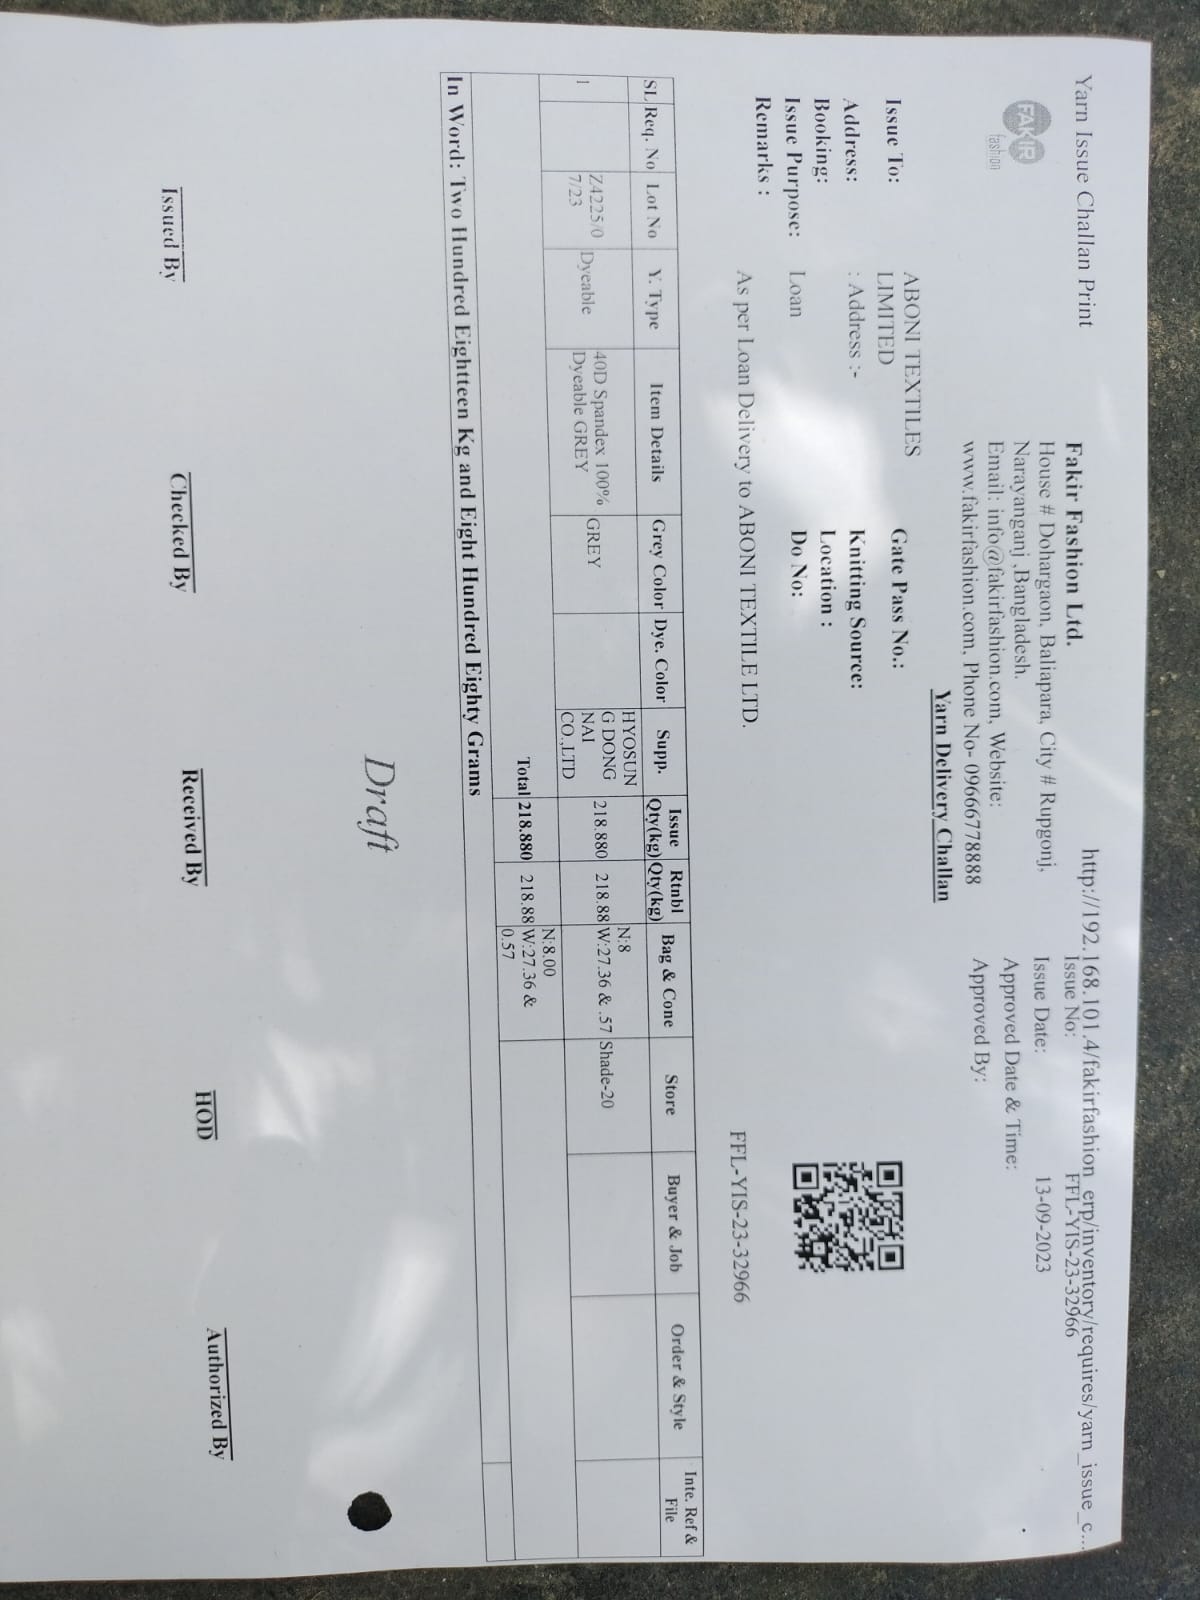 Yarn Issue Challan Print
http://192.168.101.4/fakirfashion_erp/inventory/requires/yarn_issue_c...
FAKIR
fashion
Fakir Fashion Ltd.
House # Dohargaon, Baliapara, City # Rupgonj,
Narayanganj ,Bangladesh.
Email: info@fakirfashion.com, Website:
www.fakirfashion.com, Phone No- 09666778888
Issue No: FFL-YIS-23-32966
Issue Date: 13-09-2023
Approved Date & Time:
Approved By:
Yarn Delivery Challan
Issue To: ABONI TEXTILES
LIMITED
Gate Pass No.:
Address: : Address :-
Knitting Source:
Booking:
Location :
Issue Purpose: Loan
Do No:
Remarks :
As per Loan Delivery to ABONI TEXTILE LTD.
FFL-YIS-23-32966
SL Req. No Lot No Y. Type Item Details Grey Color Dye. Color Supp. Issue Qty(kg) Rtnbl Qty(kg) Bag & Cone Store Buyer & Job Order & Style Inte. Ref & File
1 Z4225/07/23 Dyeable 40D Spandex 100% Dyeable GREY GREY HYOSUNG DONG NAI CO.,LTD 218.880 218.88 N:8 W:27.36 & .57 Shade-20
Total 218.880 218.88 N:8.00 W:27.36 & 0.57
In Word: Two Hundred Eightteen Kg and Eight Hundred Eighty Grams
Draft
Issued By
Checked By
Received By
HOD
Authorized By